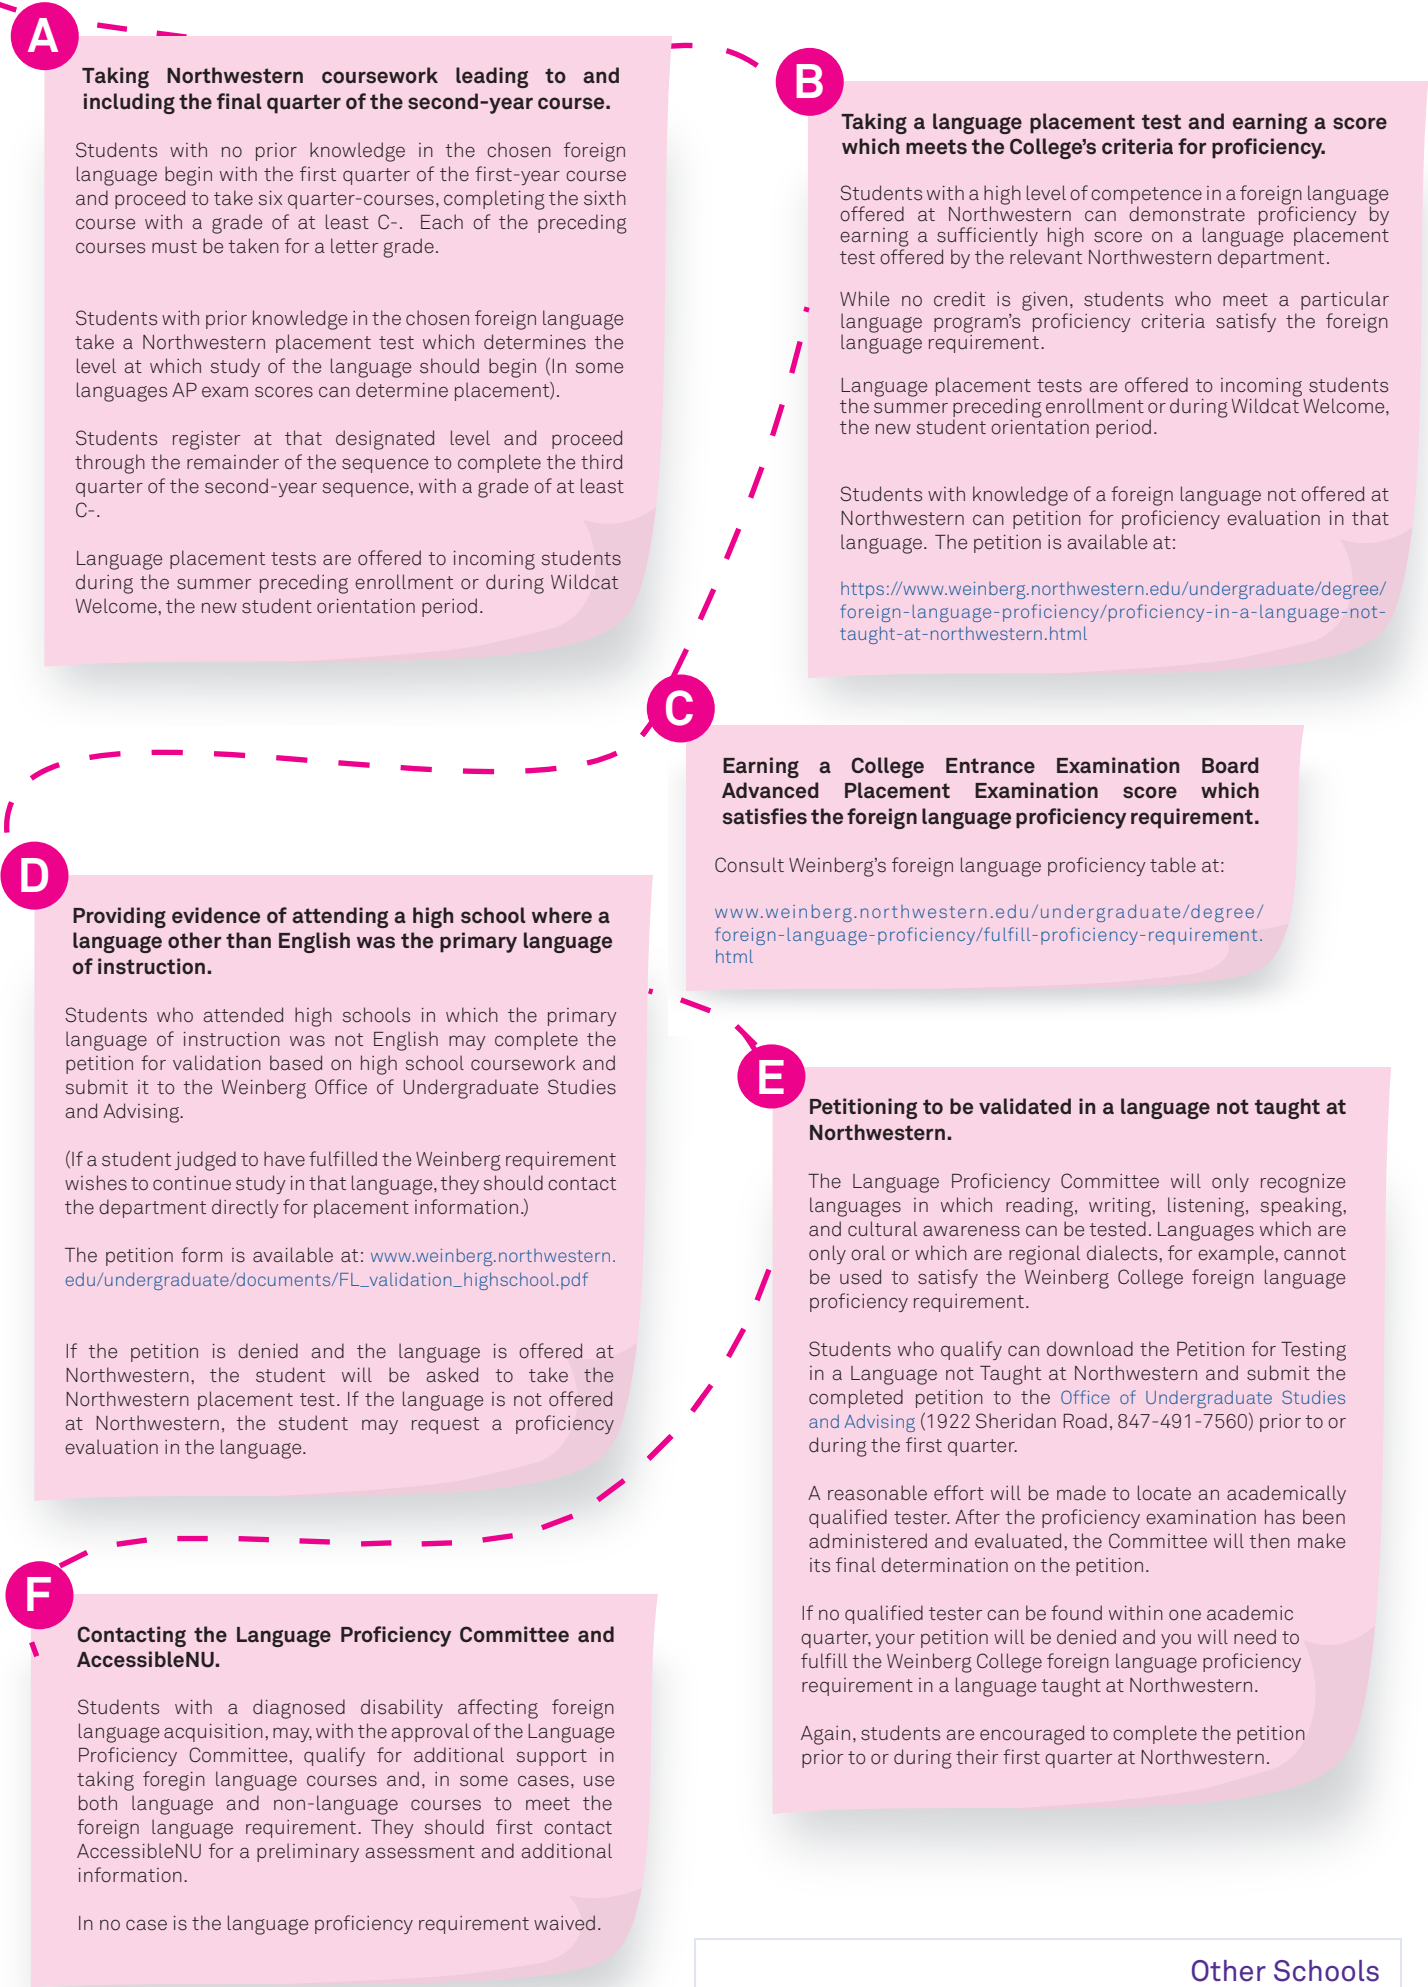 A
Taking Northwestern coursework leading to and
including the final quarter of the second-year course.
Students with no prior knowledge in the chosen foreign
language begin with the first quarter of the first-year course
and proceed to take six quarter-courses, completing the sixth
course with a grade of at least C-. Each of the preceding
courses must be taken for a letter grade.
Students with prior knowledge in the chosen foreign language
take a Northwestern placement test which determines the
level at which study of the language should begin (In some
languages AP exam scores can determine placement).
Students register at that designated level and proceed
through the remainder of the sequence to complete the third
quarter of the second-year sequence, with a grade of at least
C-.
Language placement tests are offered to incoming students
during the summer preceding enrollment or during Wildcat
Welcome, the new student orientation period.
B
Taking a language placement test and earning a score
which meets the College's criteria for proficiency.
Students with a high level of competence in a foreign language
offered at Northwestern can demonstrate proficiency by
earning a sufficiently high score on a language placement
test offered by the relevant Northwestern department.
While no credit is given, students who meet a particular
language program's proficiency criteria satisfy the foreign
language requirement.
Language placement tests are offered to incoming students
the summer preceding enrollment or during Wildcat Welcome,
the new student orientation period.
Students with knowledge of a foreign language not offered at
Northwestern can petition for proficiency evaluation in that
language. The petition is available at:
https://www.weinberg.northwestern.edu/undergraduate/degree/
foreign-language-proficiency/proficiency-in-a-language-not-
taught-at-northwestern.html
C
Earning a College Entrance Examination Board
Advanced Placement Examination score which
satisfies the foreign language proficiency requirement.
Consult Weinberg's foreign language proficiency table at:
www.weinberg.northwestern.edu/undergraduate/degree/
foreign-language-proficiency/fulfill-proficiency-requirement.
html
D
Providing evidence of attending a high school where a
language other than English was the primary language
of instruction.
Students who attended high schools in which the primary
language of instruction was not English may complete the
petition for validation based on high school coursework and
submit it to the Weinberg Office of Undergraduate Studies
and Advising.
(If a student judged to have fulfilled the Weinberg requirement
wishes to continue study in that language, they should contact
the department directly for placement information.)
The petition form is available at: www.weinberg.northwestern.
edu/undergraduate/documents/FL_validation_highschool.pdf
If the petition is denied and the language is offered at
Northwestern, the student will be asked to take the
Northwestern placement test. If the language is not offered
at Northwestern, the student may request a proficiency
evaluation in the language.
E
Petitioning to be validated in a language not taught at
Northwestern.
The Language Proficiency Committee will only recognize
languages in which reading, writing, listening, speaking,
and cultural awareness can be tested. Languages which are
only oral or which are regional dialects, for example, cannot
be used to satisfy the Weinberg College foreign language
proficiency requirement.
Students who qualify can download the Petition for Testing
in a Language not Taught at Northwestern and submit the
completed petition to the Office of Undergraduate Studies
and Advising (1922 Sheridan Road, 847-491-7560) prior to or
during the first quarter.
A reasonable effort will be made to locate an academically
qualified tester. After the proficiency examination has been
administered and evaluated, the Committee will then make
its final determination on the petition.
If no qualified tester can be found within one academic
quarter, your petition will be denied and you will need to
fulfill the Weinberg College foreign language proficiency
requirement in a language taught at Northwestern.
Again, students are encouraged to complete the petition
prior to or during their first quarter at Northwestern.
F
Contacting the Language Proficiency Committee and
AccessibleNU.
Students with a diagnosed disability affecting foreign
language acquisition, may, with the approval of the Language
Proficiency Committee, qualify for additional support in
taking foregin language courses and, in some cases, use
both language and non-language courses to meet the
foreign language requirement. They should first contact
AccessibleNU for a preliminary assessment and additional
information.
In no case is the language proficiency requirement waived.
Other Schools